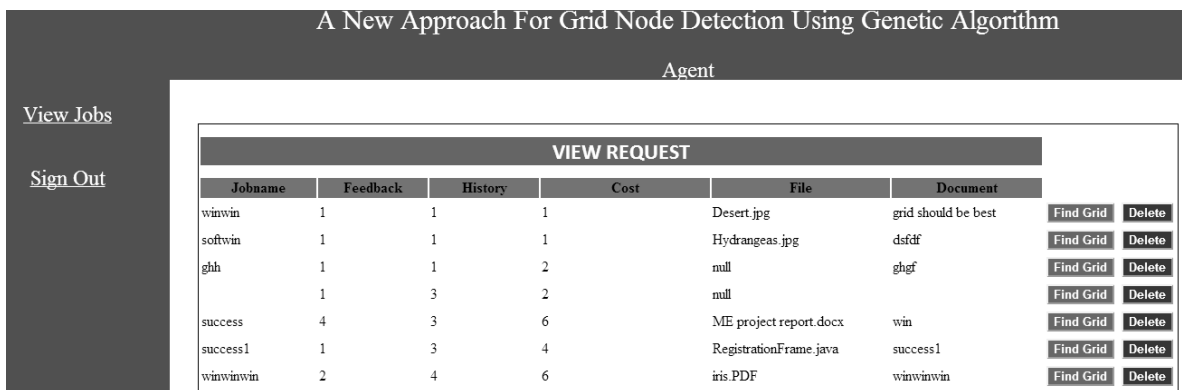 A New Approach For Grid Node Detection Using Genetic Algorithm
Agent
View Jobs
Sign Out
VIEW REQUEST
Jobname Feedback History Cost File Document
winwin 1 1 1 Desert.jpg grid should be best Find Grid Delete
softwin 1 1 1 Hydrangeas.jpg dsfdf Find Grid Delete
ghh 1 1 2 null ghgf Find Grid Delete
1 3 2 null Find Grid Delete
success 4 3 6 ME project report.docx win Find Grid Delete
success1 1 3 4 RegistrationFrame.java success1 Find Grid Delete
winwinwin 2 4 6 iris.PDF winwinwin Find Grid Delete